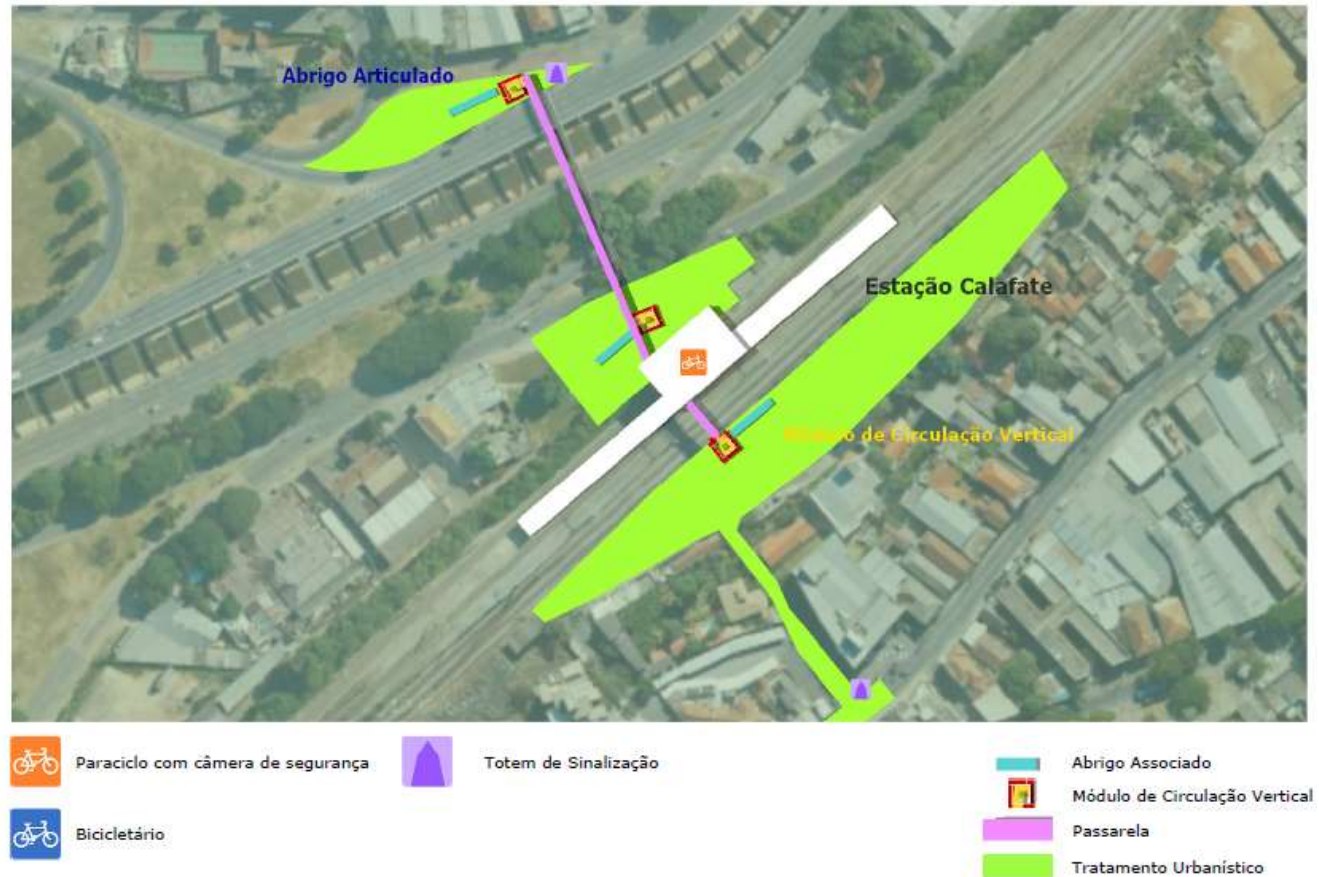 Abrigo Articulado
Estação Calafate
Módulo de Circulação Vertical
Paraciclo com câmera de segurança
Totem de Sinalização
Bicicletário
Abrigo Associado
Módulo de Circulação Vertical
Passarela
Tratamento Urbanístico